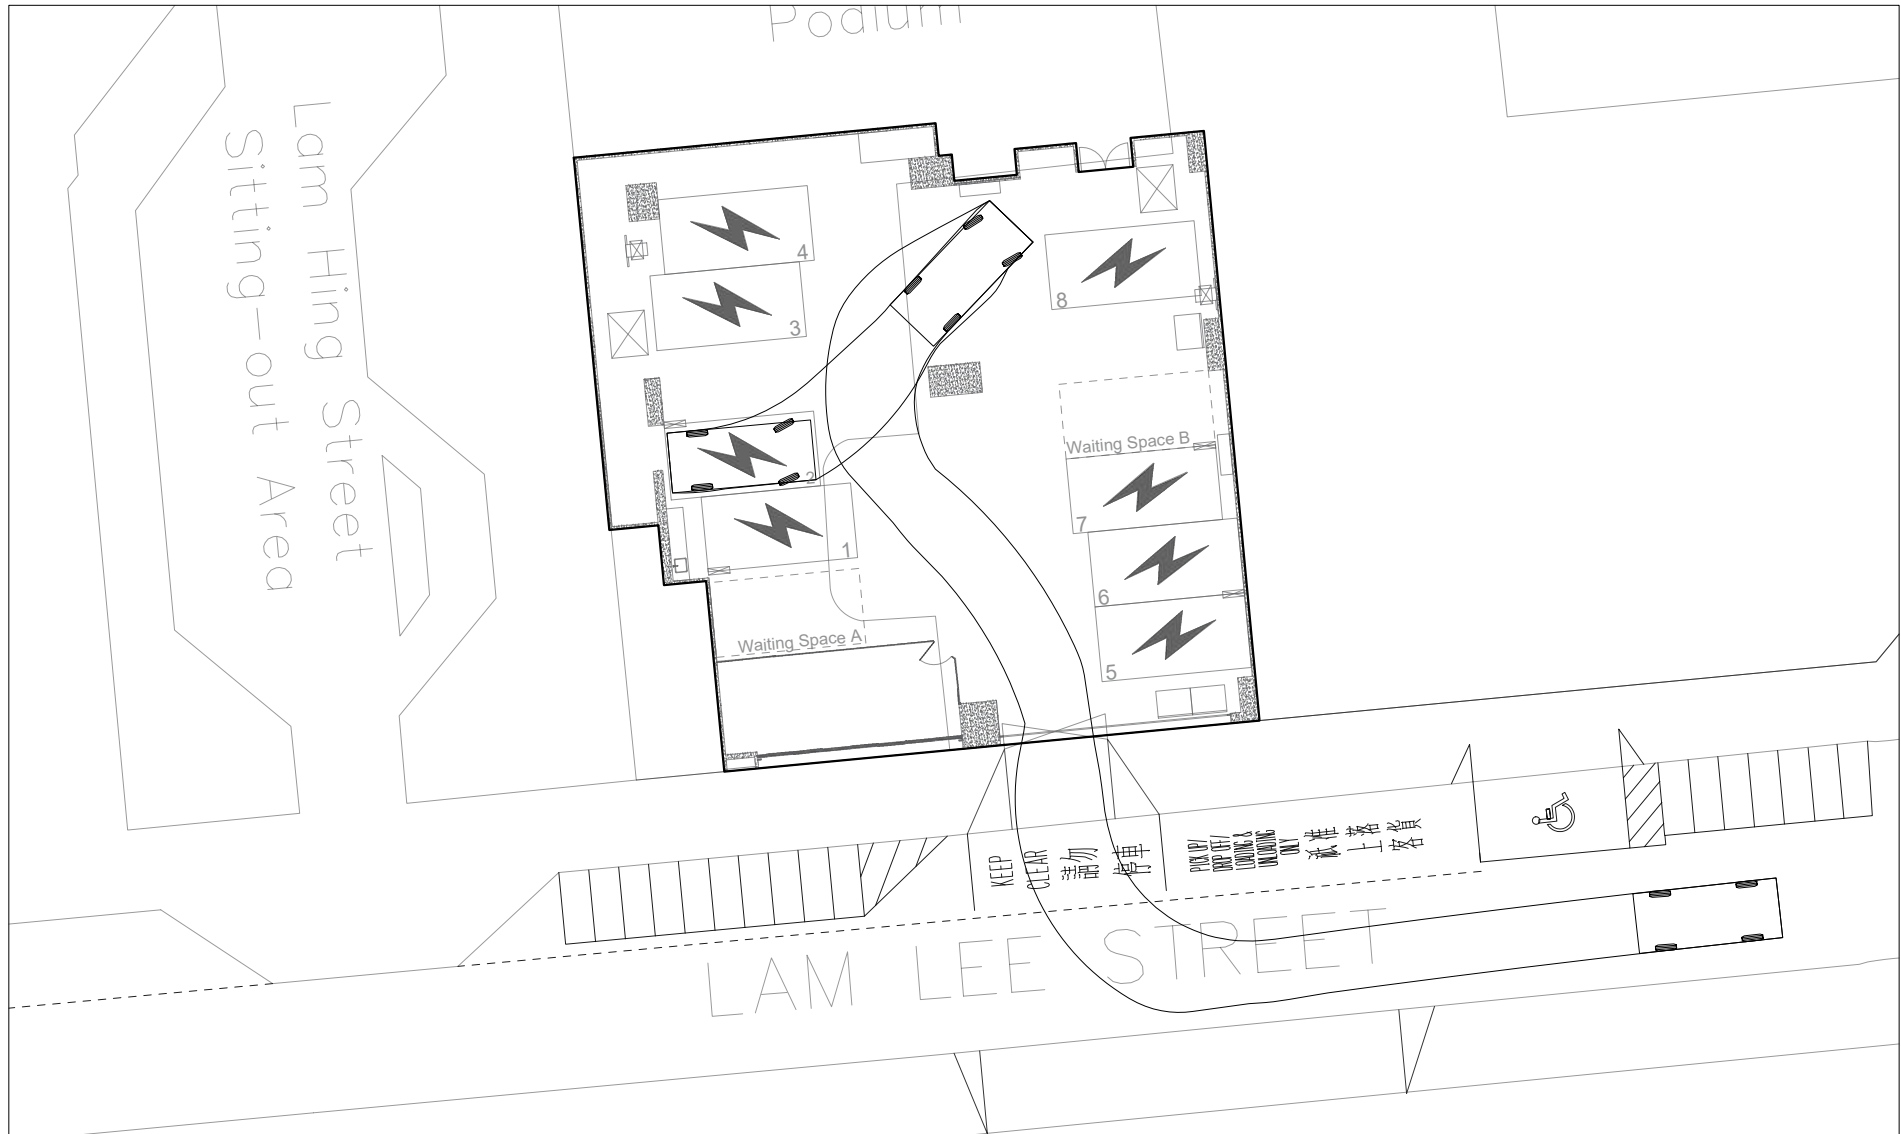 Podium
Lam Hing Street
Sitting-out Area
4
3
2
1
8
Waiting Space B
7
6
5
Waiting Space A
KEEP
CLEAR
請勿
停車
PICK UP/
DROP OFF/
LOADING &
UNLOADING
ONLY
祇准
上落
客貨
LAM LEE STREET